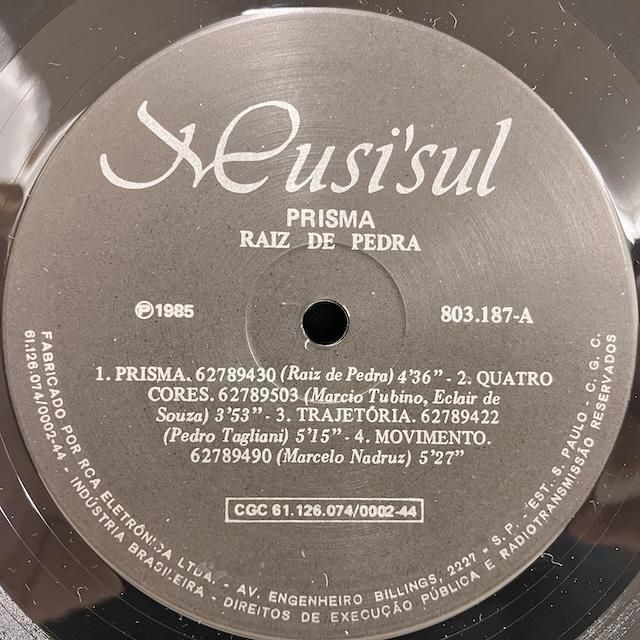 Musi'sul
PRISMA
RAIZ DE PEDRA
℗1985
803.187-A
1. PRISMA. 62789430 (Raiz de Pedra) 4'36" - 2. QUATRO
CORES. 62789503 (Marcio Tubino, Eclair de
Souza) 3'53" - 3. TRAJETÓRIA. 62789422
(Pedro Tagliani) 5'15" - 4. MOVIMENTO.
62789490 (Marcelo Nadruz) 5'27"
CGC 61.126.074/0002-44
FABRICADO POR RCA ELETRÔNICA LTDA. - AV. ENGENHEIRO BILLINGS, 2227 - S. P. - EST. S. PAULO - C. G. C.
61.126.074/0002-44 - INDÚSTRIA BRASILEIRA - DIREITOS DE EXECUÇÃO PÚBLICA E RADIOTRANSMISSÃO RESERVADOS